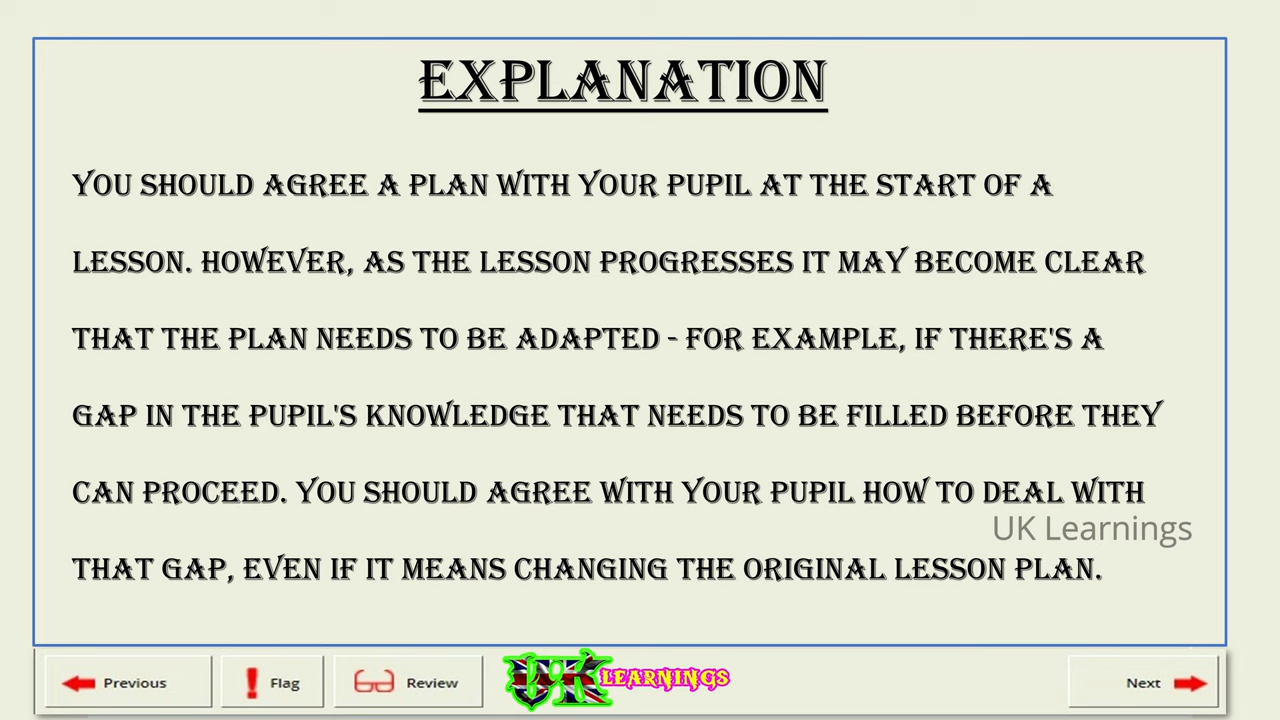 EXPLANATION
YOU SHOULD AGREE A PLAN WITH YOUR PUPIL AT THE START OF A
LESSON. HOWEVER, AS THE LESSON PROGRESSES IT MAY BECOME CLEAR
THAT THE PLAN NEEDS TO BE ADAPTED - FOR EXAMPLE, IF THERE'S A
GAP IN THE PUPIL'S KNOWLEDGE THAT NEEDS TO BE FILLED BEFORE THEY
CAN PROCEED. YOU SHOULD AGREE WITH YOUR PUPIL HOW TO DEAL WITH
UK Learnings
THAT GAP, EVEN IF IT MEANS CHANGING THE ORIGINAL LESSON PLAN.
Previous
Flag
Review
UK LEARNINGS
Next